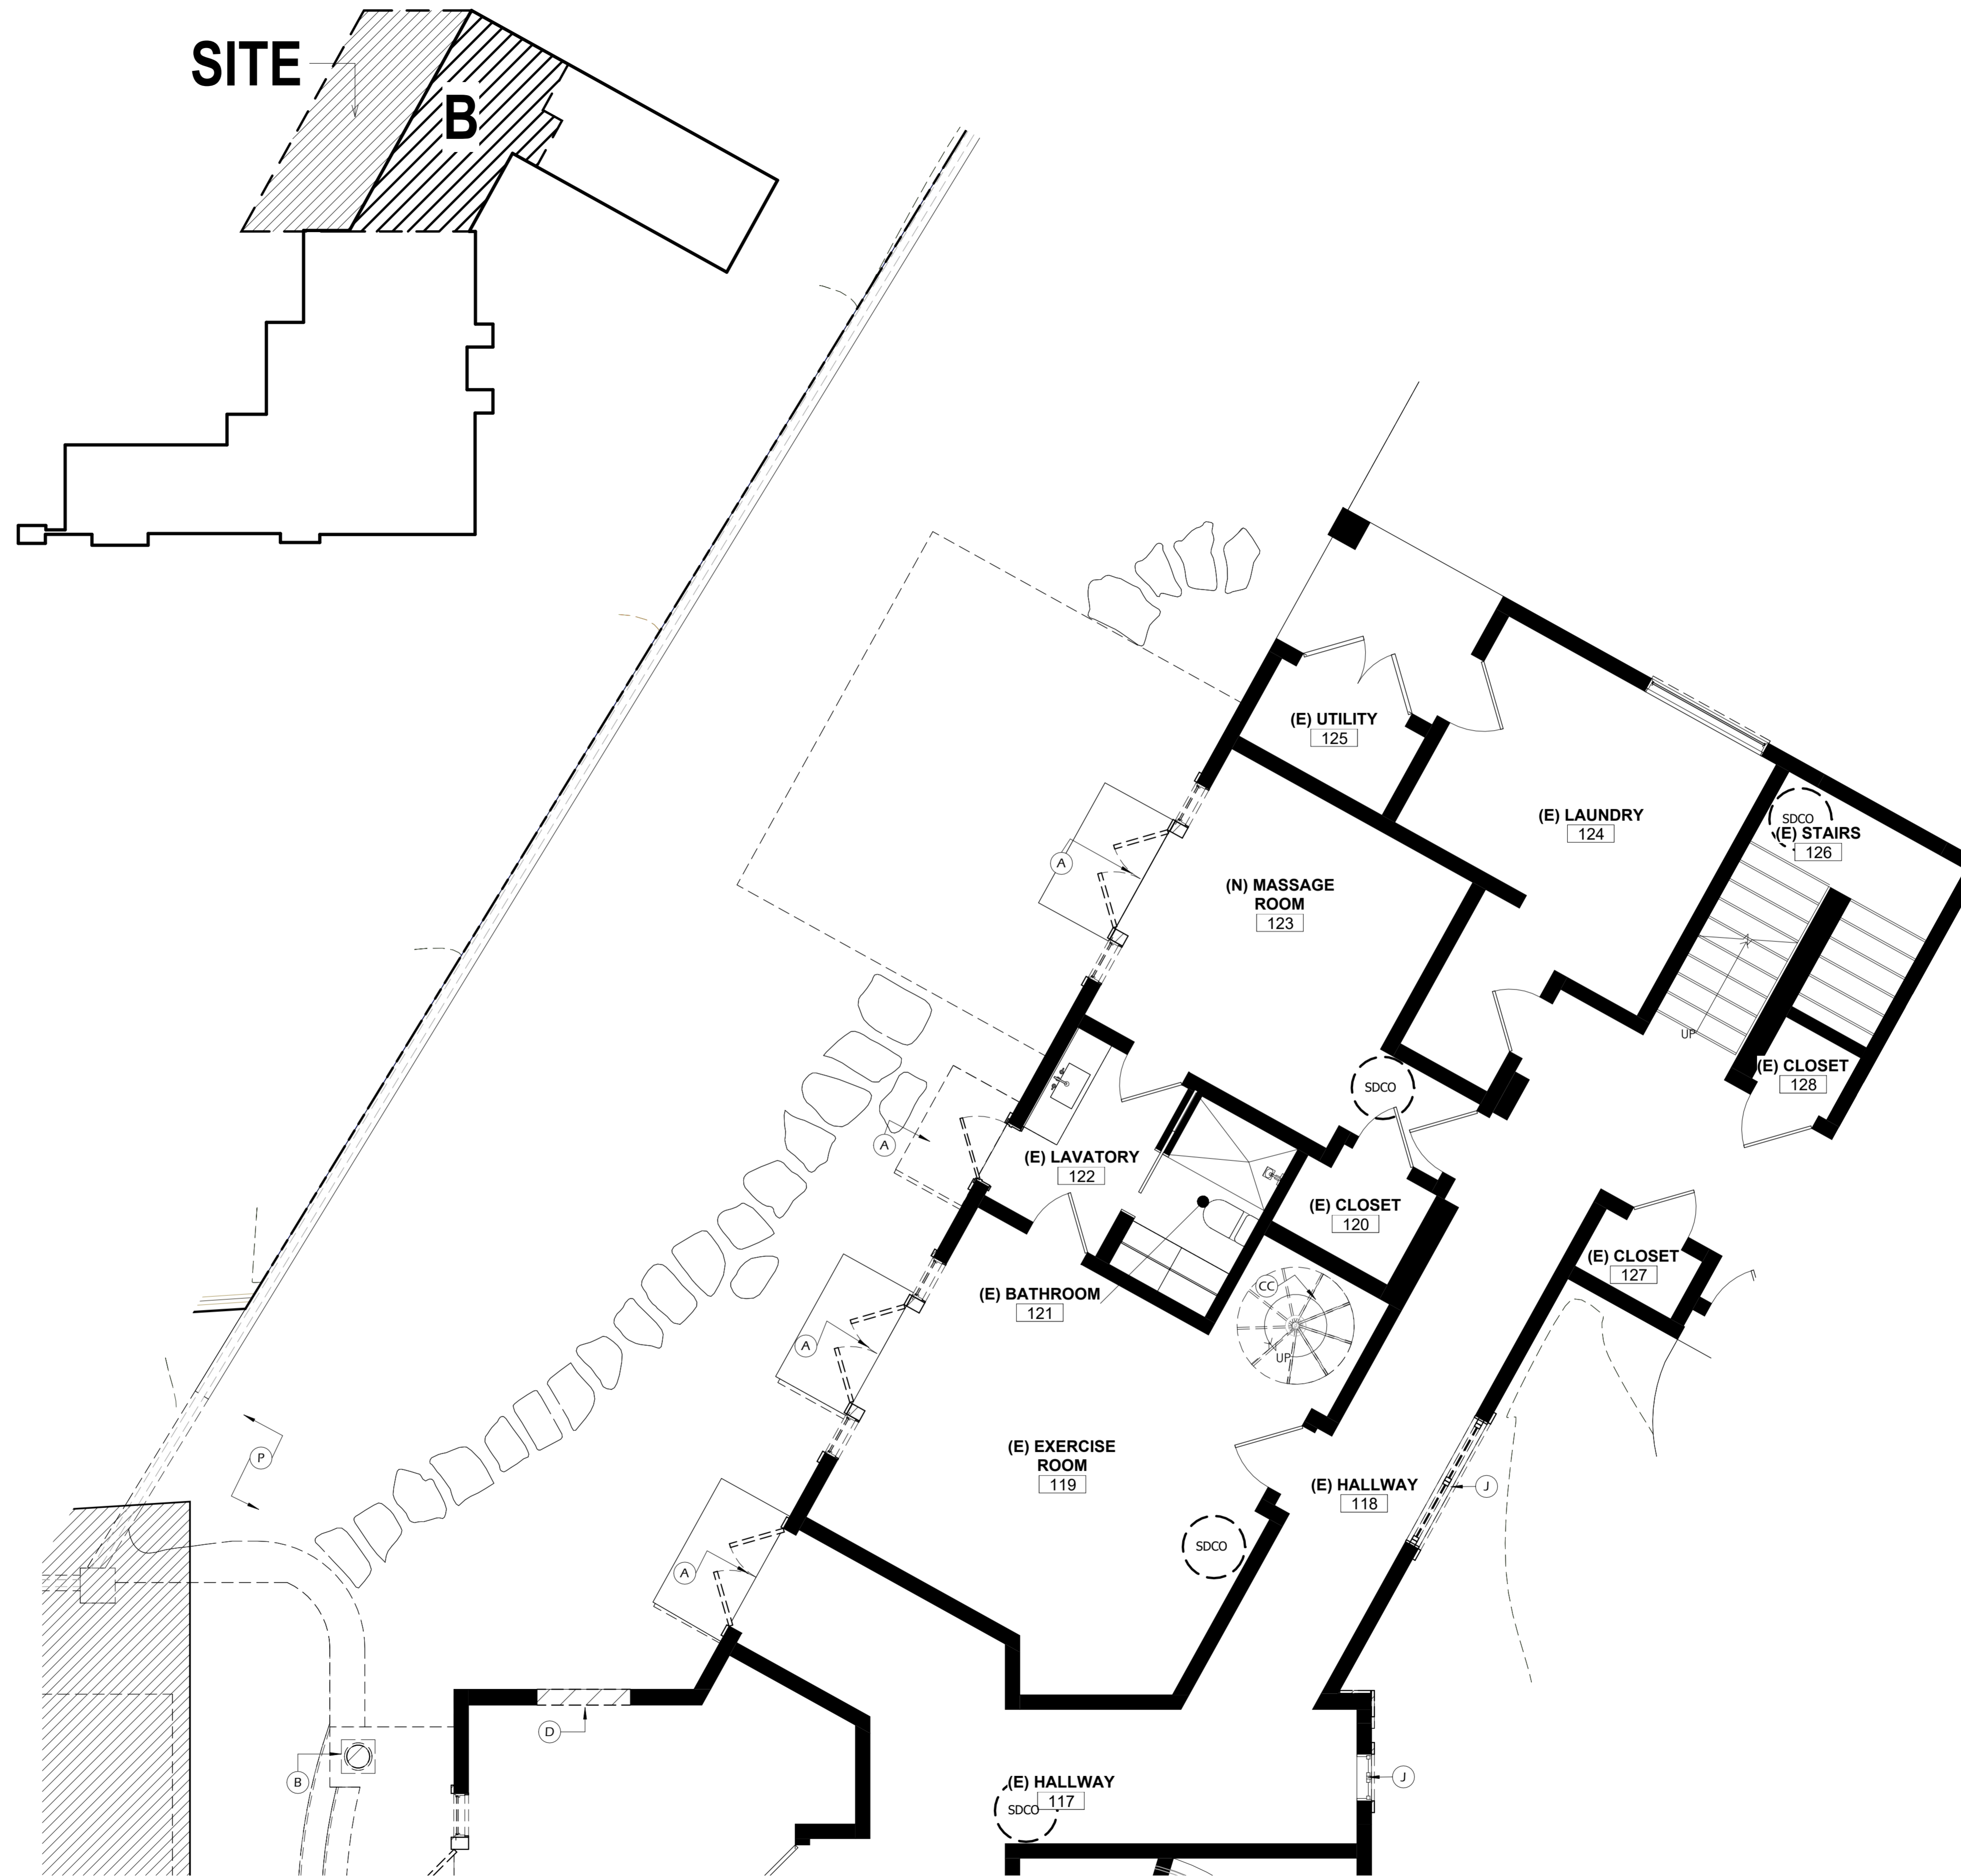 SITE
B
(E) UTILITY
125
(E) LAUNDRY
124
SDCO
(E) STAIRS
126
A
(N) MASSAGE
ROOM
123
UP
(E) CLOSET
128
SDCO
A
(E) LAVATORY
122
(E) CLOSET
120
(E) CLOSET
127
CC
(E) BATHROOM
121
A
UP
(E) EXERCISE
ROOM
119
P
(E) HALLWAY
118
J
SDCO
A
D
B
(E) HALLWAY
117
SDCO
J